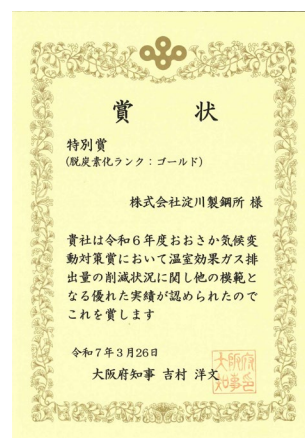 賞状
特別賞
(脱炭素化ランク：ゴールド)
株式会社淀川製鋼所 様
貴社は令和6年度おおさか気候変
動対策賞において温室効果ガス排
出量の削減状況に関し他の模範と
なる優れた実績が認められたので
これを賞します
令和7年3月26日
大阪府知事 吉村 洋文
大阪府
知事